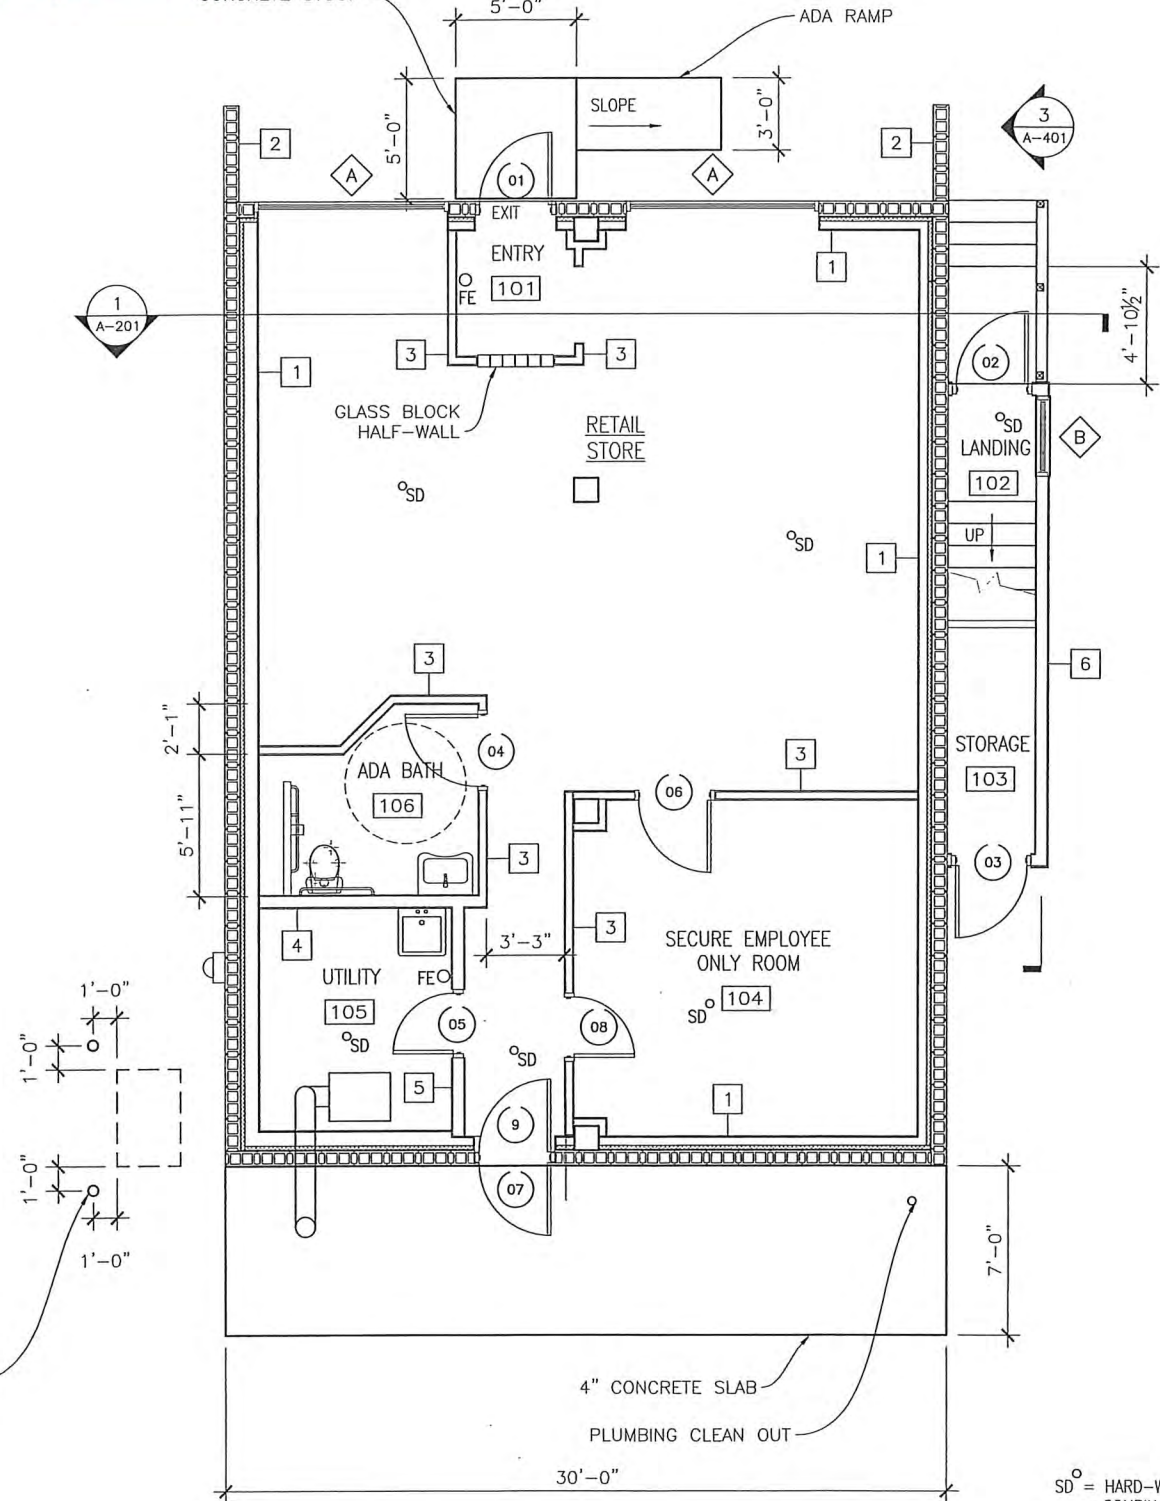 5'-0"
ADA RAMP
SLOPE
3'-0"
5'-0"
3
A-401
2
2
A
A
01
EXIT
ENTRY
101
FE
1
1
A-201
4'-10½"
3
3
1
02
GLASS BLOCK
HALF-WALL
RETAIL
STORE
SD
LANDING
102
B
SD
SD
UP
1
3
6
2'-1"
04
STORAGE
103
3
ADA BATH
106
06
5'-11"
3
03
3
4
3'-3"
SECURE EMPLOYEE
ONLY ROOM
104
SD
UTILITY
105
FE
1'-0"
1'-0"
05
08
SD
SD
5
1
9
07
1'-0"
1'-0"
7'-0"
4" CONCRETE SLAB
PLUMBING CLEAN OUT
30'-0"
SD = HARD-W